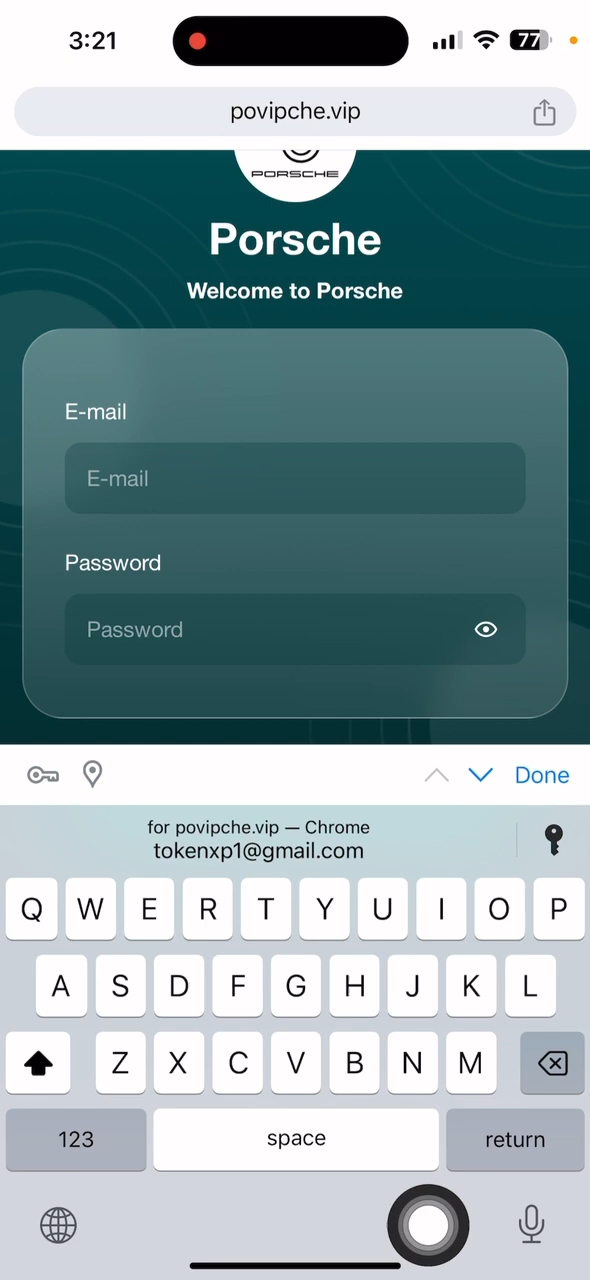 3:21
77
povipche.vip
PORSCHE
Porsche
Welcome to Porsche
E-mail
E-mail
Password
Password
Done
for povipche.vip — Chrome
tokenxp1@gmail.com
Q W E R T Y U I O P
A S D F G H J K L
Z X C V B N M
123 space return